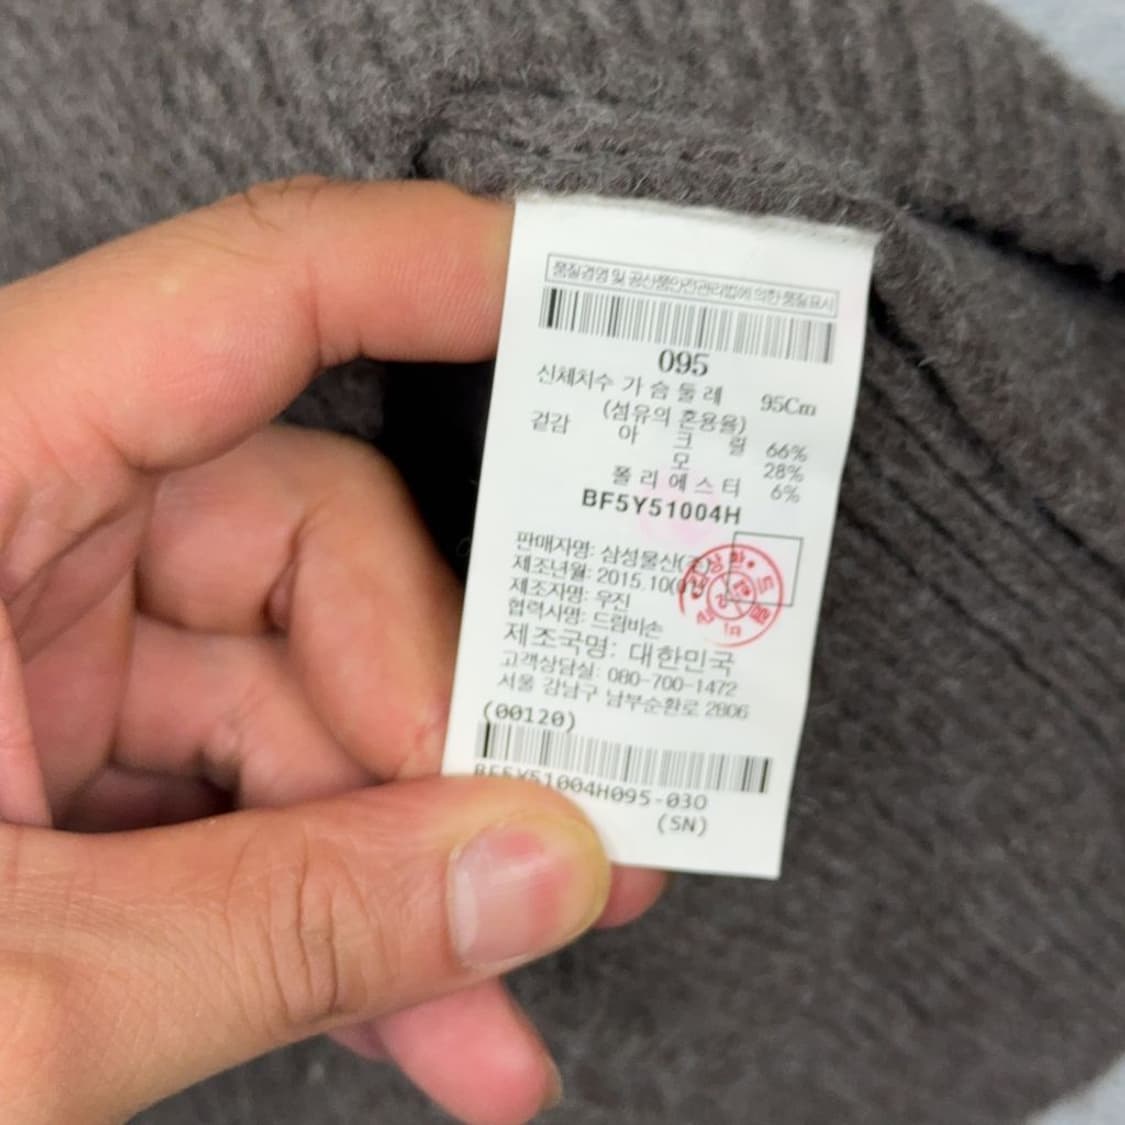 품질경영 및 공산품안전관리법에 의한 품질표시
095
신체치수 가 슴 둘 레 95Cm
(섬유의 혼용율)
겉감 아 크 릴 66%
모 28%
폴 리 에 스 터 6%
BF5Y51004H
판매자명: 삼성물산(주)
제조년월: 2015.10
제조자명: 우진
협력사명: 드림비손
제조국명: 대한민국
고객상담실: 080-700-1472
서울 강남구 남부순환로 2806
(00120)
BF5Y51004H095-030
(SN)